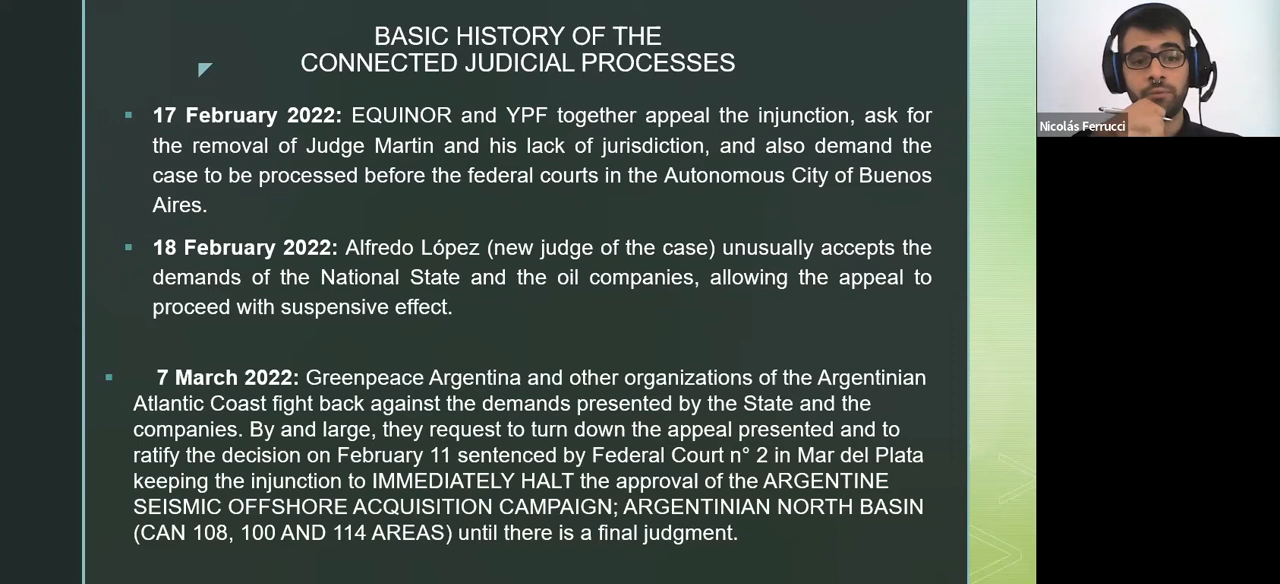 BASIC HISTORY OF THE
CONNECTED JUDICIAL PROCESSES
17 February 2022: EQUINOR and YPF together appeal the injunction, ask for
the removal of Judge Martin and his lack of jurisdiction, and also demand the
case to be processed before the federal courts in the Autonomous City of Buenos
Aires.
18 February 2022: Alfredo López (new judge of the case) unusually accepts the
demands of the National State and the oil companies, allowing the appeal to
proceed with suspensive effect.
7 March 2022: Greenpeace Argentina and other organizations of the Argentinian
Atlantic Coast fight back against the demands presented by the State and the
companies. By and large, they request to turn down the appeal presented and to
ratify the decision on February 11 sentenced by Federal Court n° 2 in Mar del Plata
keeping the injunction to IMMEDIATELY HALT the approval of the ARGENTINE
SEISMIC OFFSHORE ACQUISITION CAMPAIGN; ARGENTINIAN NORTH BASIN
(CAN 108, 100 AND 114 AREAS) until there is a final judgment.
Nicolás Ferrucci